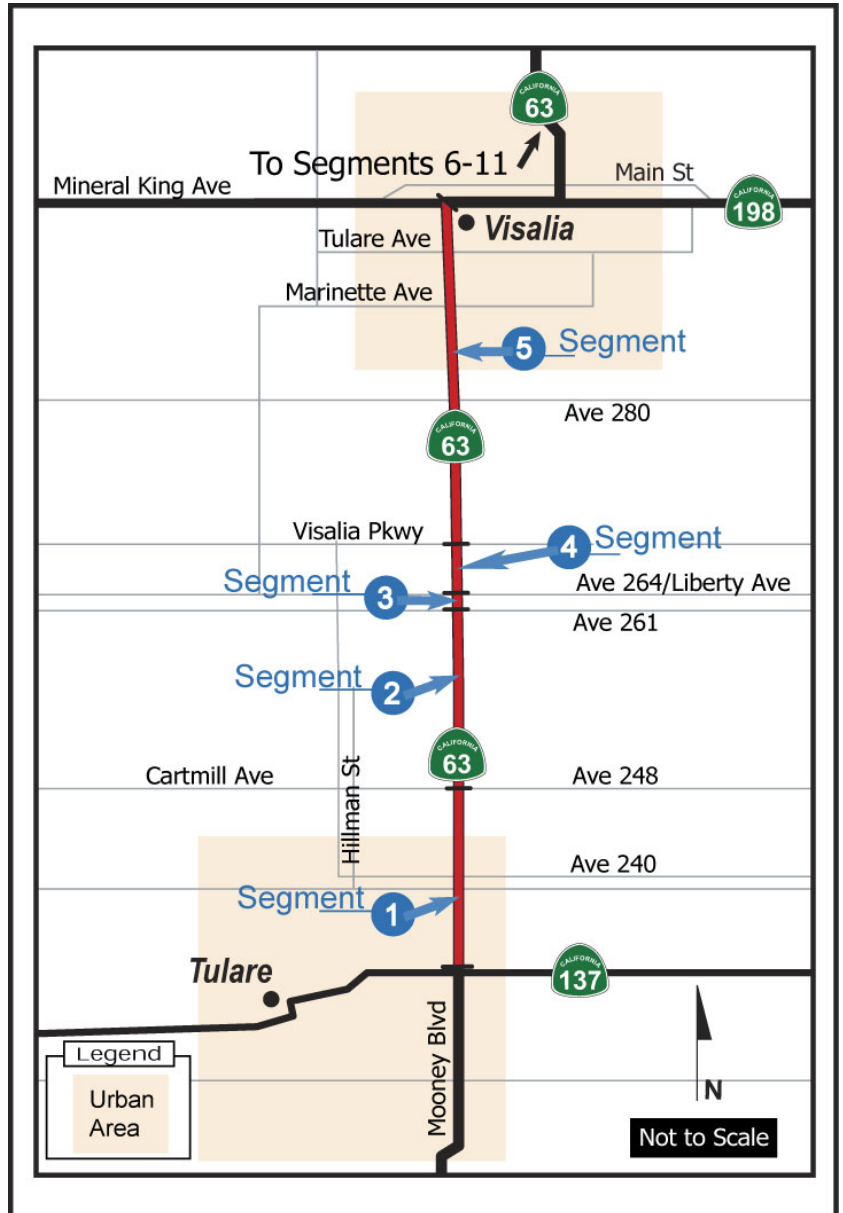 CALIFORNIA
63
To Segments 6-11
Main St
Mineral King Ave
CALIFORNIA
198
Visalia
Tulare Ave
Marinette Ave
5 Segment
Ave 280
CALIFORNIA
63
Visalia Pkwy
4 Segment
Segment 3
Ave 264/Liberty Ave
Ave 261
Segment 2
CALIFORNIA
63
Cartmill Ave
Ave 248
Hillman St
Ave 240
Segment 1
Tulare
CALIFORNIA
137
Mooney Blvd
Legend
Urban
Area
N
Not to Scale